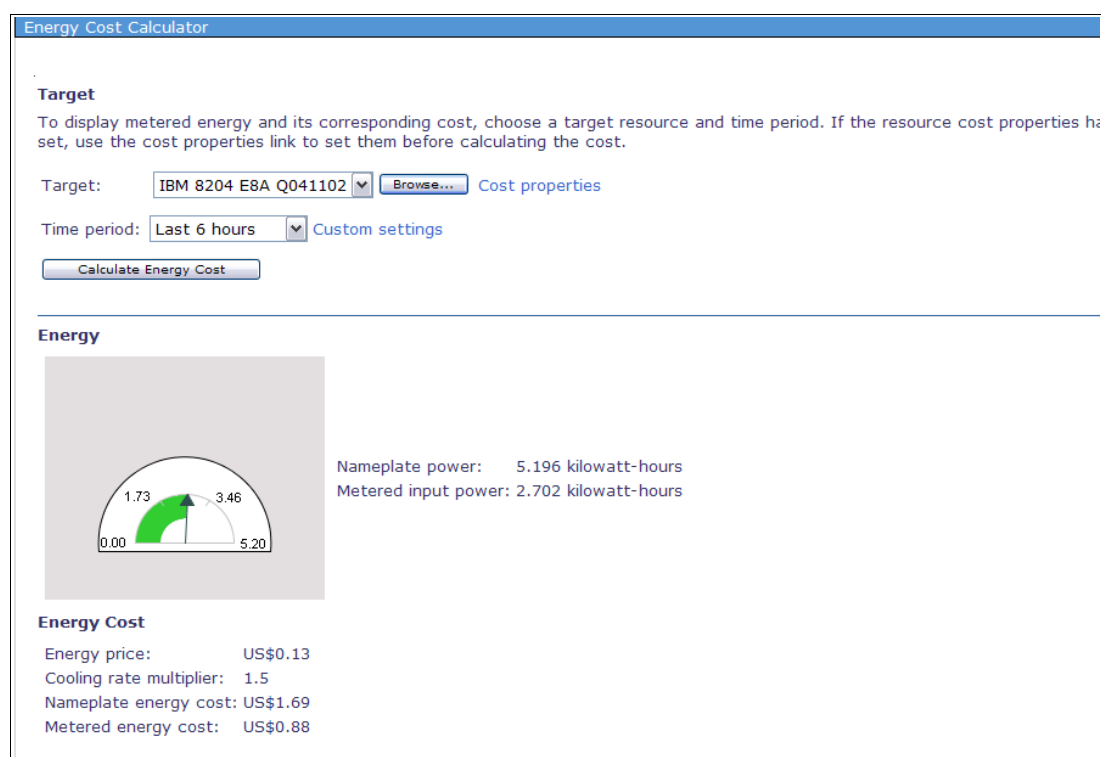 Energy Cost Calculator
Target
To display metered energy and its corresponding cost, choose a target resource and time period. If the resource cost properties ha
set, use the cost properties link to set them before calculating the cost.
Target: IBM 8204 E8A Q041102 Browse... Cost properties
Time period: Last 6 hours Custom settings
Calculate Energy Cost
Energy
1.73 3.46
0.00 5.20
Nameplate power: 5.196 kilowatt-hours
Metered input power: 2.702 kilowatt-hours
Energy Cost
Energy price: US$0.13
Cooling rate multiplier: 1.5
Nameplate energy cost: US$1.69
Metered energy cost: US$0.88